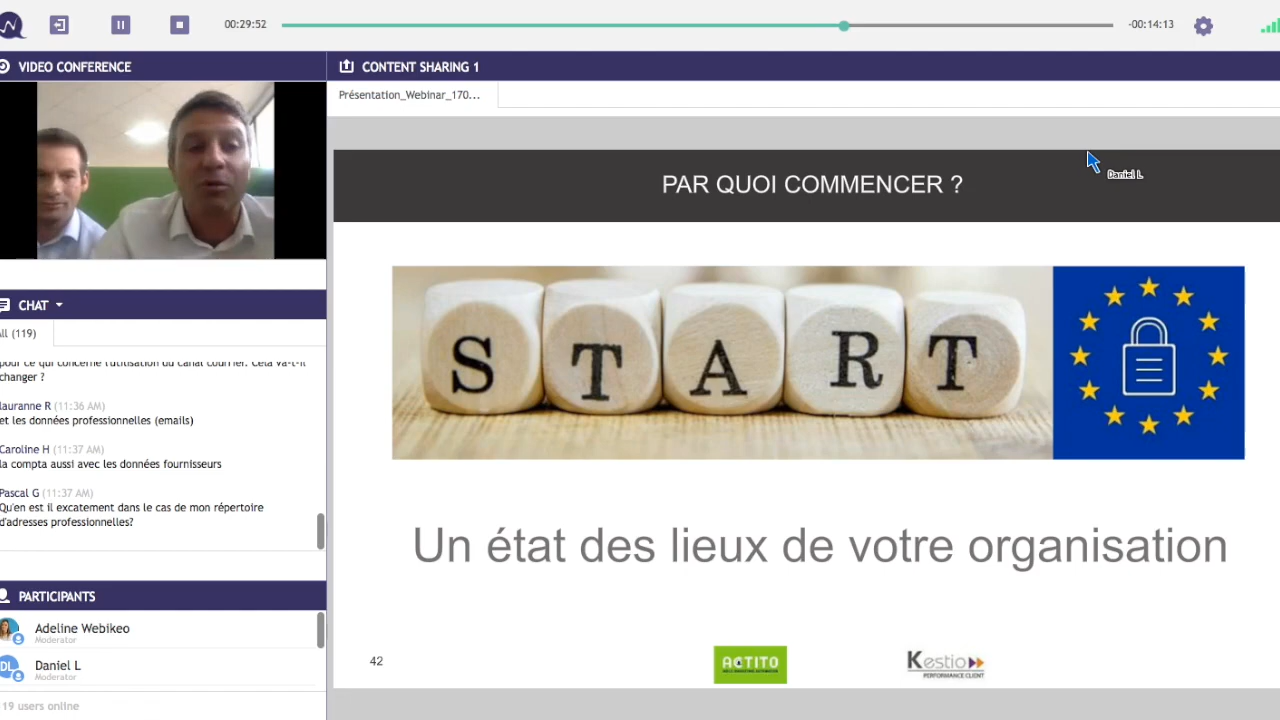 00:29:52
-00:14:13
VIDEO CONFERENCE
CONTENT SHARING 1
Présentation_Webinar_170...
Daniel L
PAR QUOI COMMENCER ?
START
Un état des lieux de votre organisation
42
ACTITO
Kestio
PERFORMANCE CLIENT
CHAT
All (119)
pour ce qui concerne l'utilisation du canal courrier. Cela va-t-il
changer ?
lauranne R (11:36 AM)
et les données professionnelles (emails)
Caroline H (11:37 AM)
la compta aussi avec les données fournisseurs
Pascal G (11:37 AM)
Qu'en est il excatement dans le cas de mon répertoire
d'adresses professionnelles?
PARTICIPANTS
Adeline Webikeo
Moderator
DL
Daniel L
Moderator
19 users online